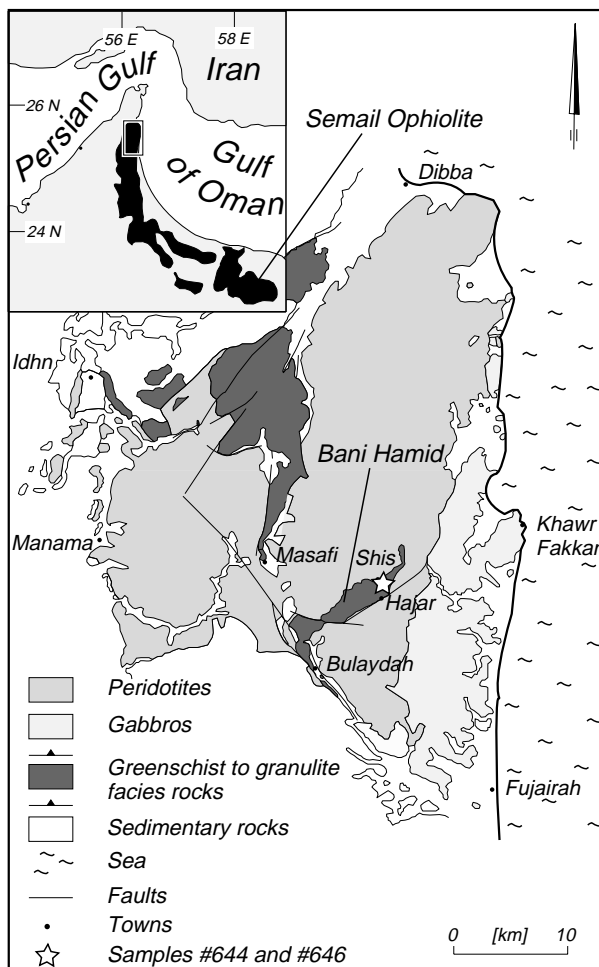 56 E
58 E
Iran
26 N
Persian Gulf
Semail Ophiolite
Gulf
of Oman
24 N
Dibba
Idhn
Bani Hamid
Khawr
Fakkan
Manama
Masafi
Shis
Hajar
Bulaydah
Peridotites
Gabbros
Greenschist to granulite
facies rocks
Fujairah
Sedimentary rocks
Sea
Faults
Towns
0 [km] 10
Samples #644 and #646